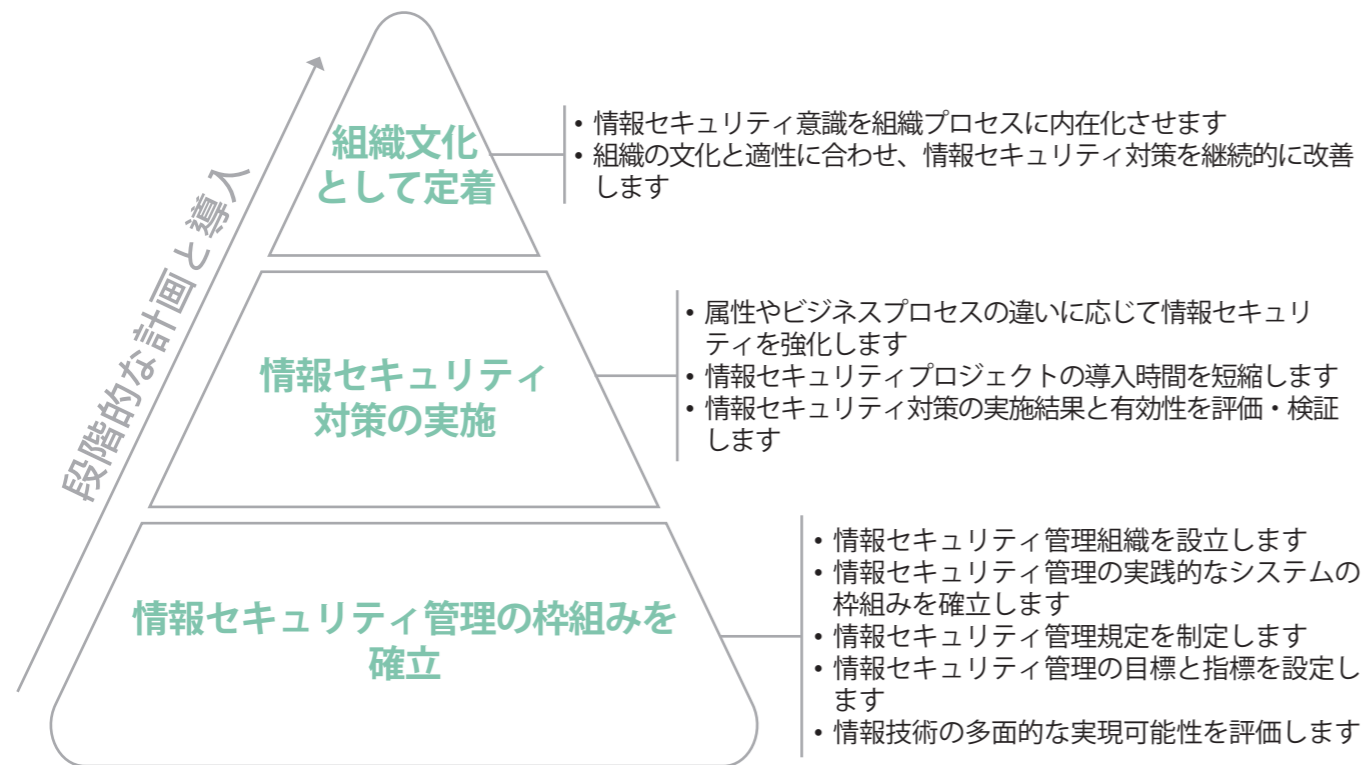 段階的な計画と導入
組織文化
として定着
• 情報セキュリティ意識を組織プロセスに内在化させます
• 組織の文化と適性に合わせ、情報セキュリティ対策を継続的に改善
します
情報セキュリティ
対策の実施
• 属性やビジネスプロセスの違いに応じて情報セキュリ
ティを強化します
• 情報セキュリティプロジェクトの導入時間を短縮します
• 情報セキュリティ対策の実施結果と有効性を評価・検証
します
情報セキュリティ管理の枠組みを
確立
• 情報セキュリティ管理組織を設立します
• 情報セキュリティ管理の実践的なシステムの
枠組みを確立します
• 情報セキュリティ管理規定を制定します
• 情報セキュリティ管理の目標と指標を設定し
ます
• 情報技術の多面的な実現可能性を評価します